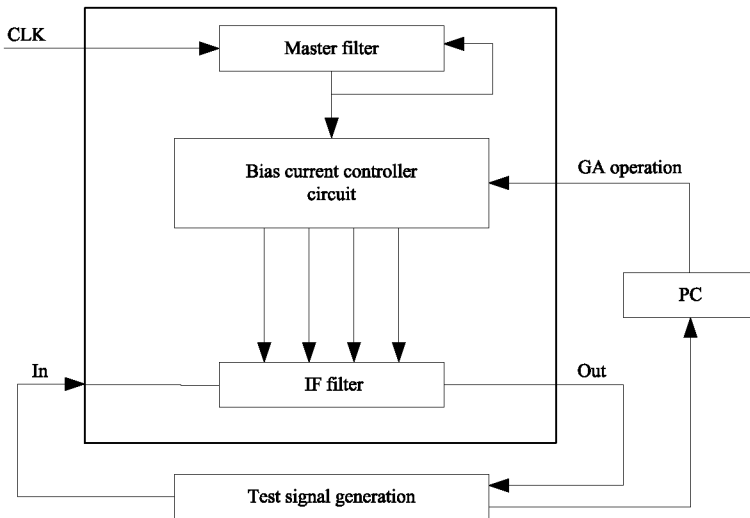 CLK
Master filter
Bias current controller
circuit
GA operation
PC
In
IF filter
Out
Test signal generation